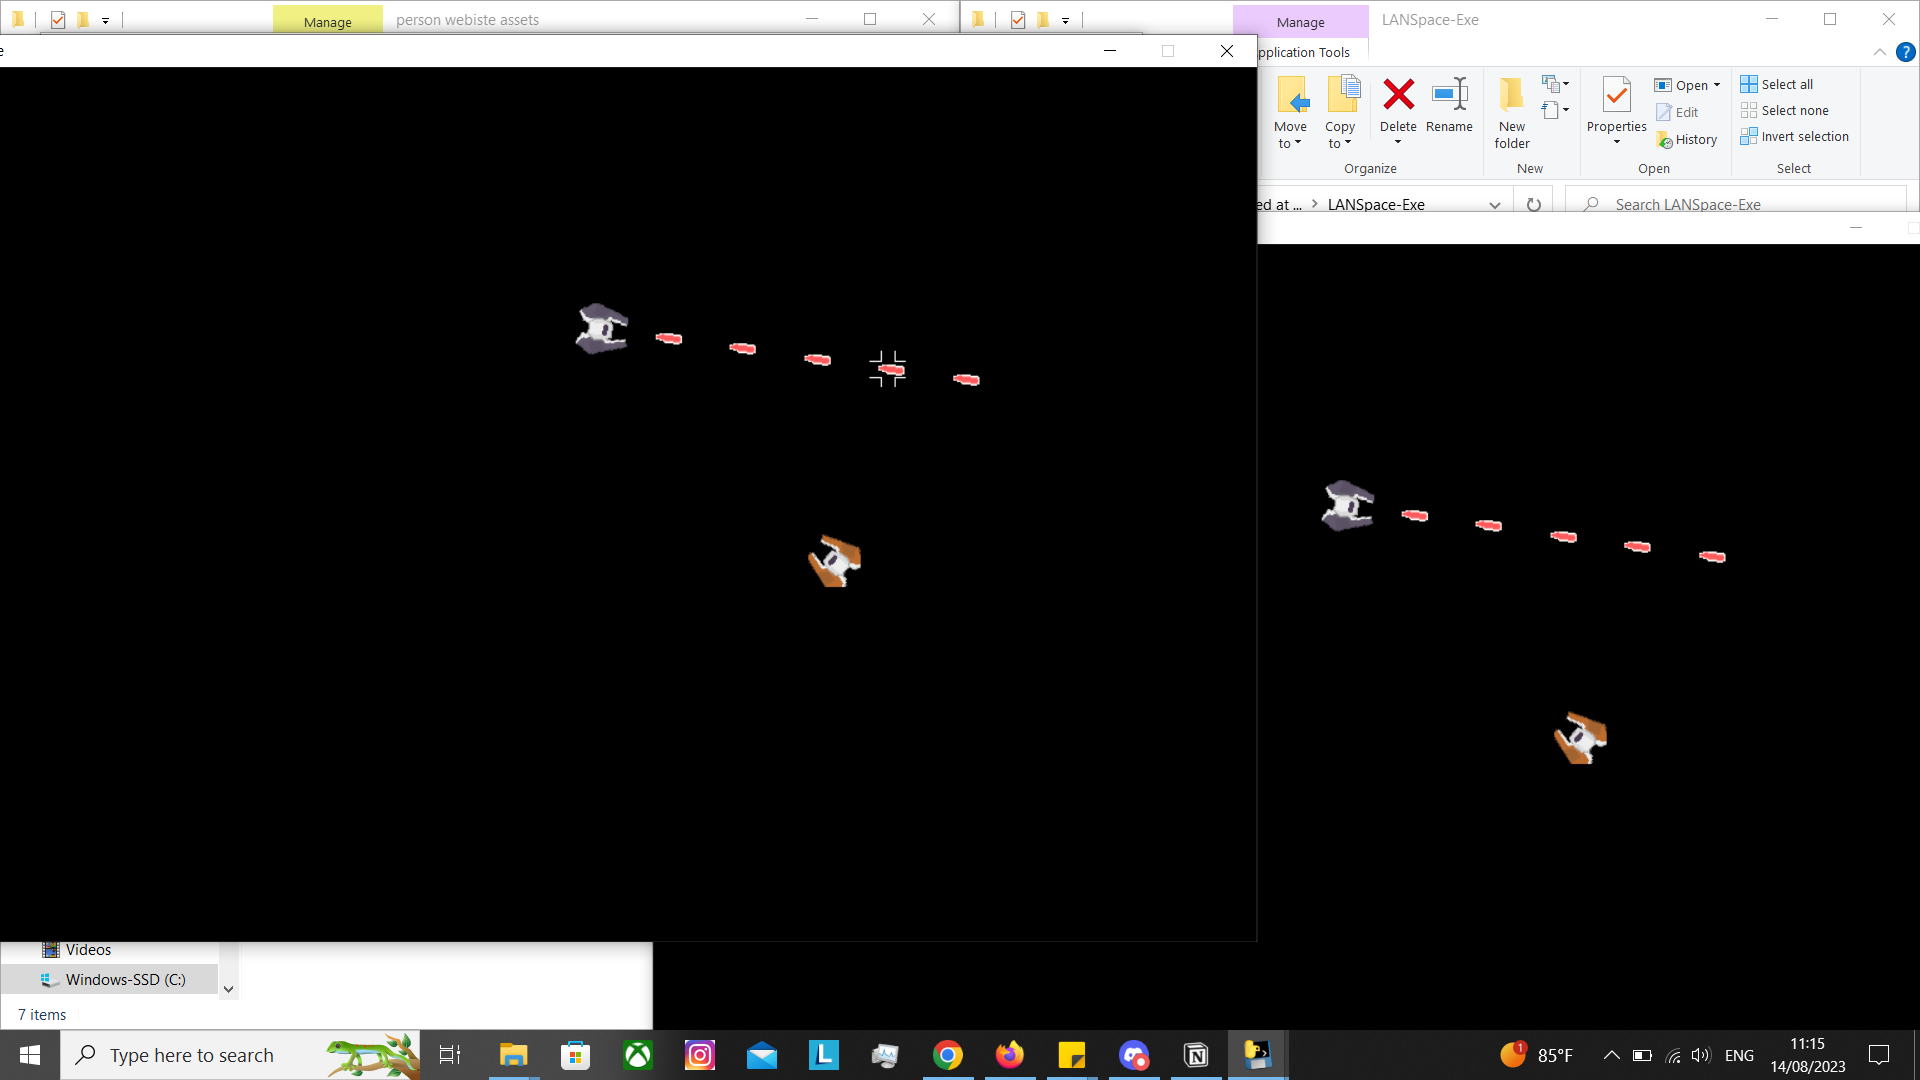 Manage
person webiste assets
Manage
LANSpace-Exe
e
pplication Tools
?
Move to
Copy to
Delete
Rename
New folder
Properties
Open
Edit
History
Select all
Select none
Invert selection
Organize
New
Open
Select
ed at ...
LANSpace-Exe
Search LANSpace-Exe
Videos
Windows-SSD (C:)
7 items
Type here to search
L
N
1
85°F
ENG
11:15
14/08/2023